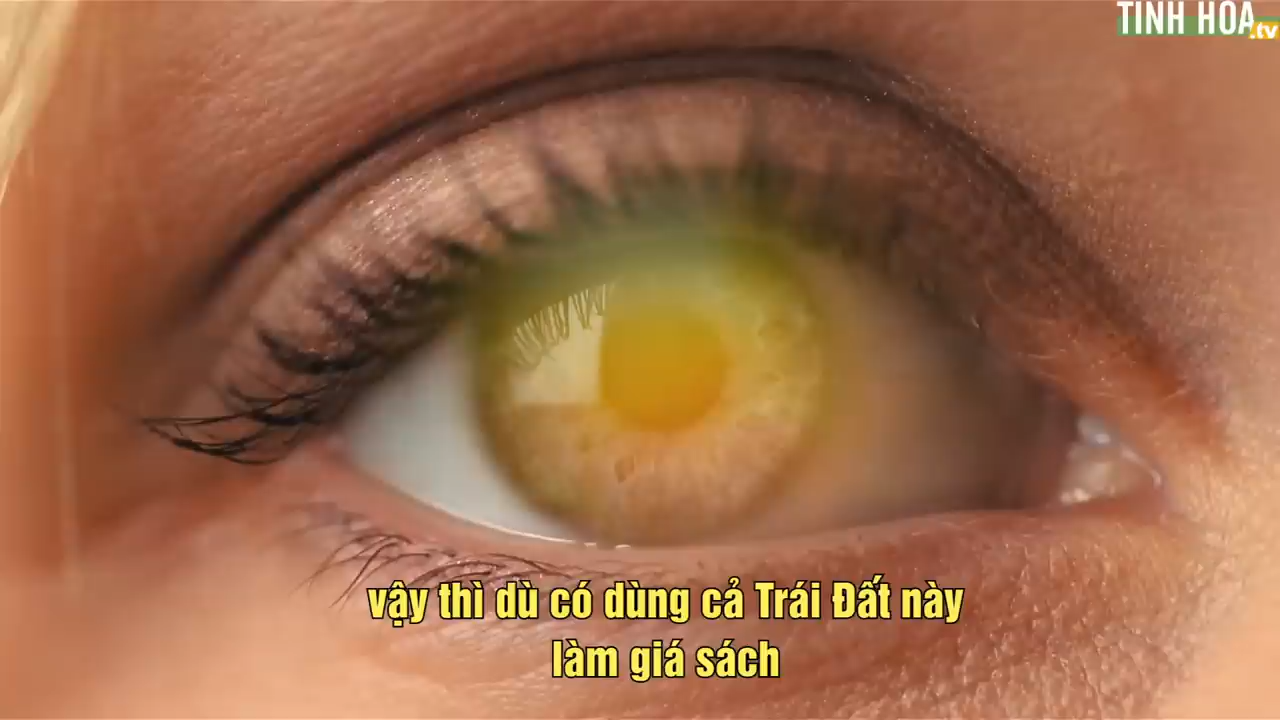 TINH HOA
.tv
vậy thì dù có dùng cả Trái Đất này
làm giá sách